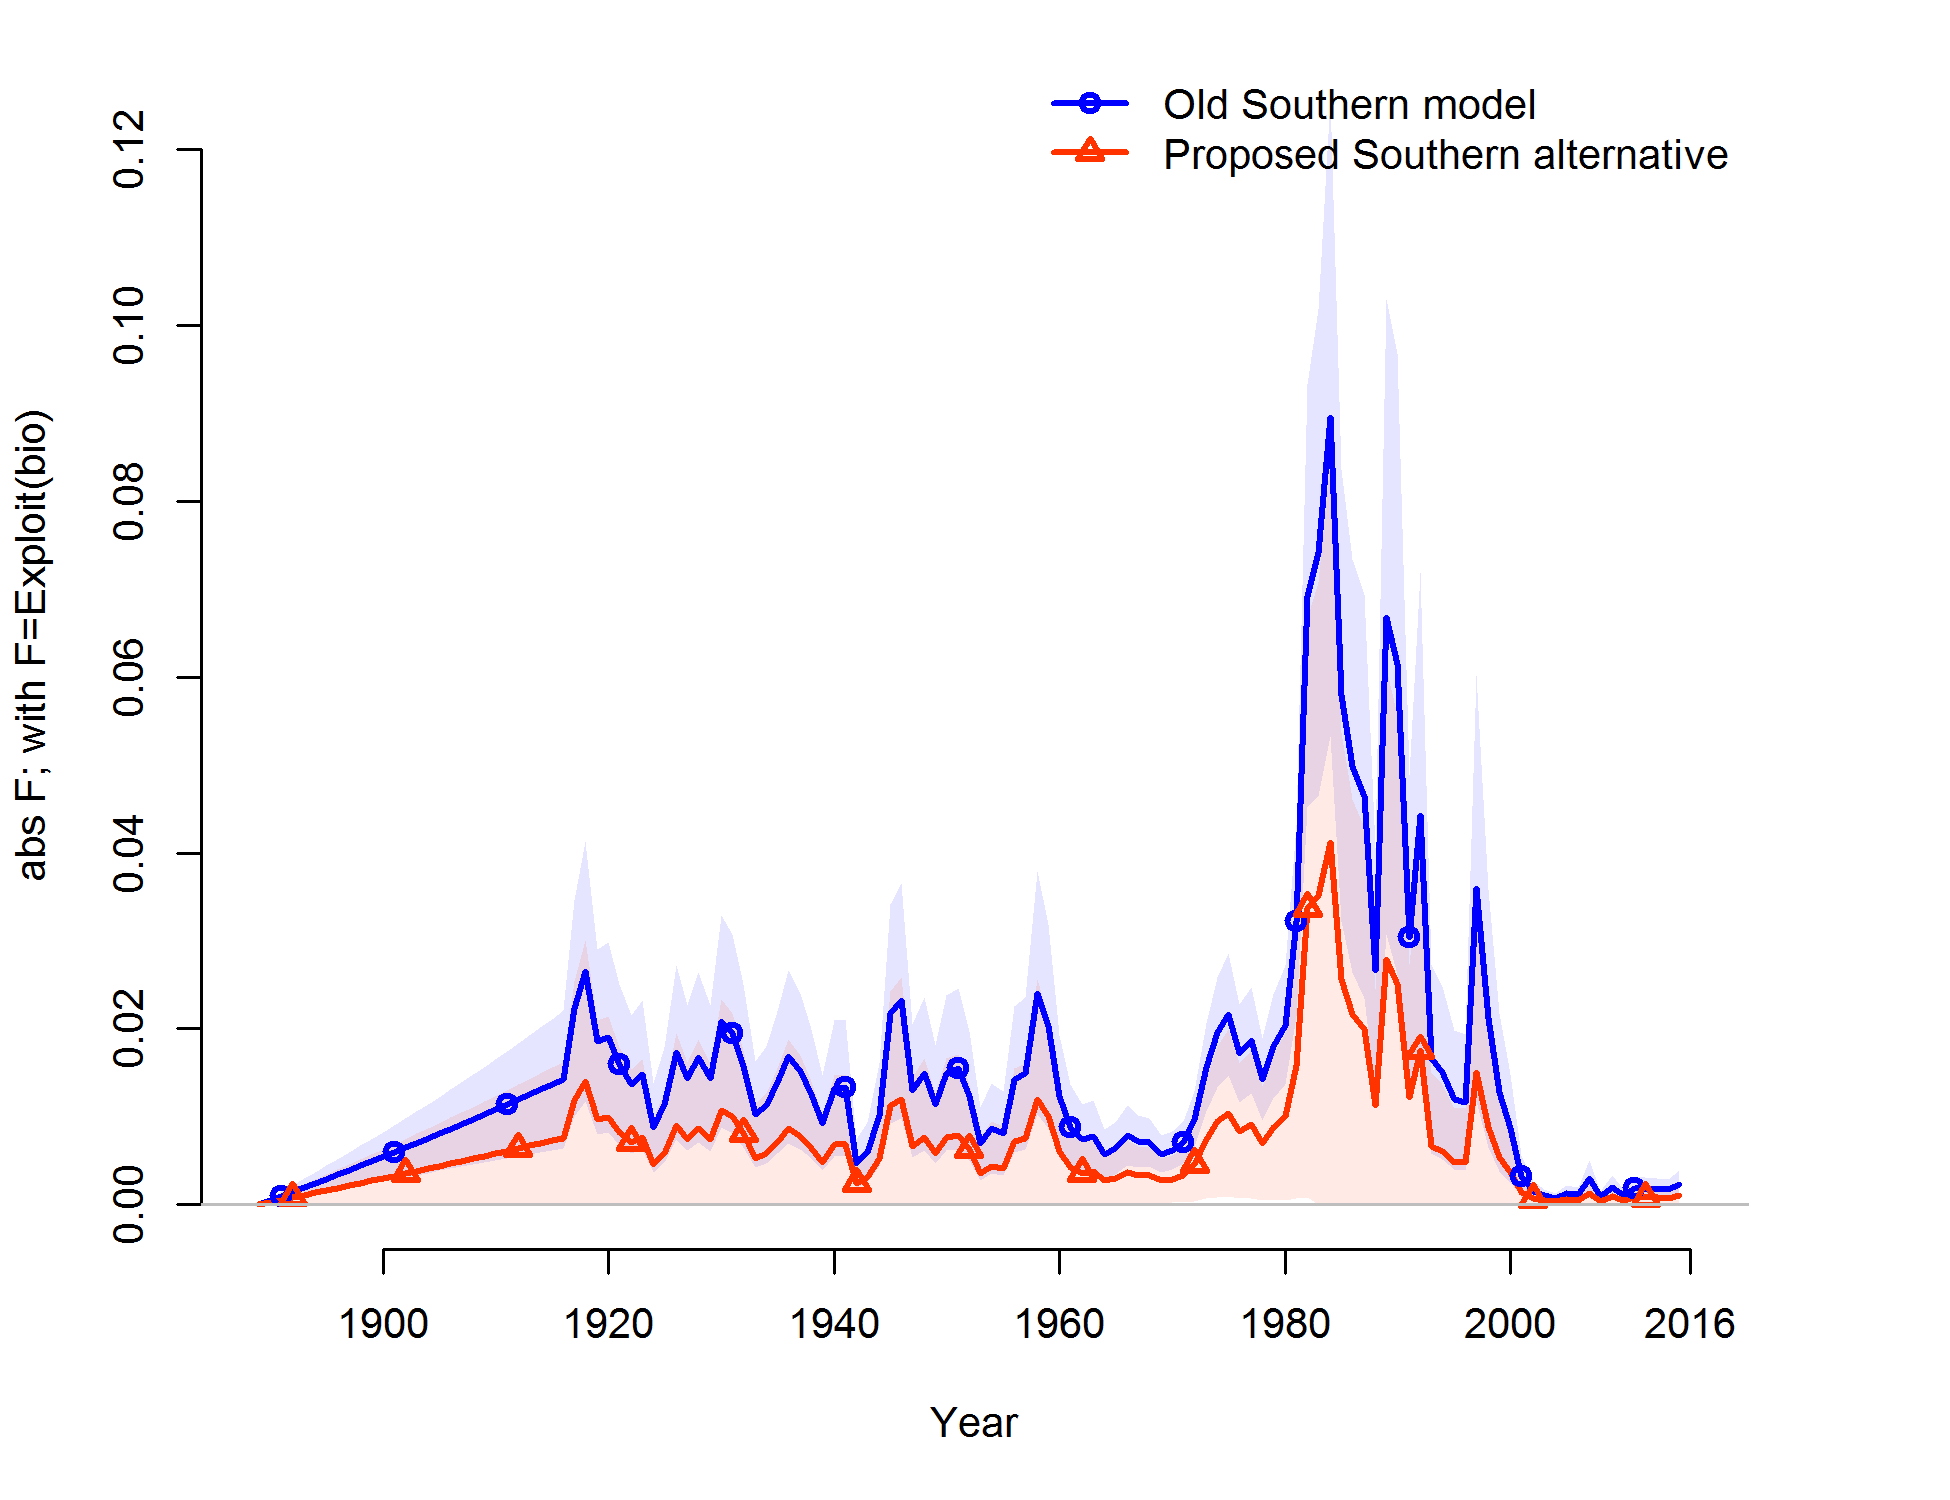 Old Southern model
Proposed Southern alternative
abs F; with F=Exploit(bio)
0.12
0.10
0.08
0.06
0.04
0.02
0.00
1900 1920 1940 1960 1980 2000 2016
Year